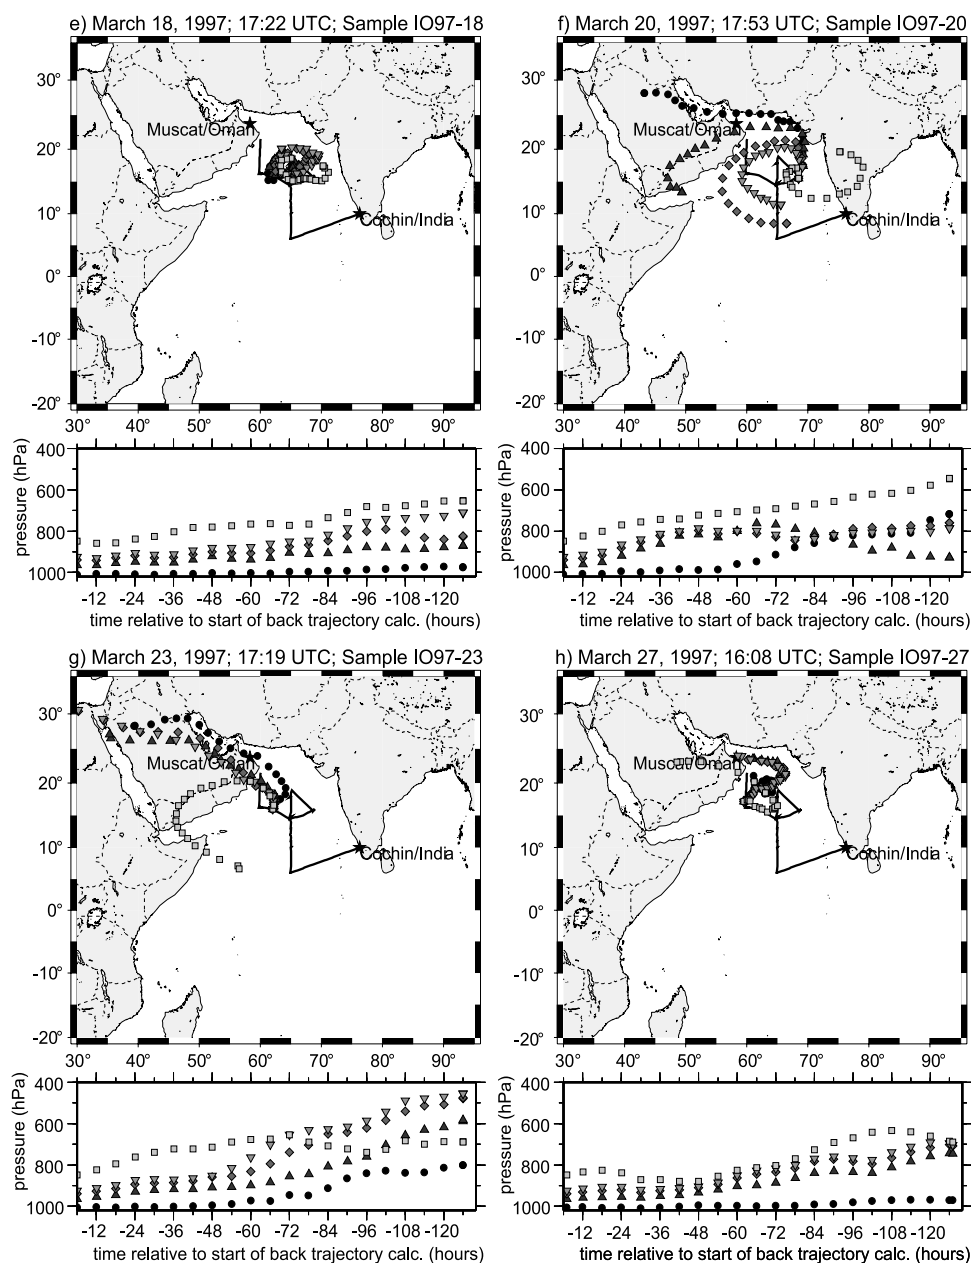 e) March 18, 1997; 17:22 UTC; Sample IO97-18
30°
20°
10°
0°
-10°
-20°
Muscat/Oman
Cochin/India
30° 40° 50° 60° 70° 80° 90°
pressure (hPa)
400
600
800
1000
-12 -24 -36 -48 -60 -72 -84 -96 -108 -120
time relative to start of back trajectory calc. (hours)
f) March 20, 1997; 17:53 UTC; Sample IO97-20
30°
20°
10°
0°
-10°
-20°
Muscat/Oman
Cochin/India
30° 40° 50° 60° 70° 80° 90°
pressure (hPa)
400
600
800
1000
-12 -24 -36 -48 -60 -72 -84 -96 -108 -120
time relative to start of back trajectory calc. (hours)
g) March 23, 1997; 17:19 UTC; Sample IO97-23
30°
20°
10°
0°
-10°
-20°
Muscat/Oman
Cochin/India
30° 40° 50° 60° 70° 80° 90°
pressure (hPa)
400
600
800
1000
-12 -24 -36 -48 -60 -72 -84 -96 -108 -120
time relative to start of back trajectory calc. (hours)
h) March 27, 1997; 16:08 UTC; Sample IO97-27
30°
20°
10°
0°
-10°
-20°
Muscat/Oman
Cochin/India
30° 40° 50° 60° 70° 80° 90°
pressure (hPa)
400
600
800
1000
-12 -24 -36 -48 -60 -72 -84 -96 -108 -120
time relative to start of back trajectory calc. (hours)